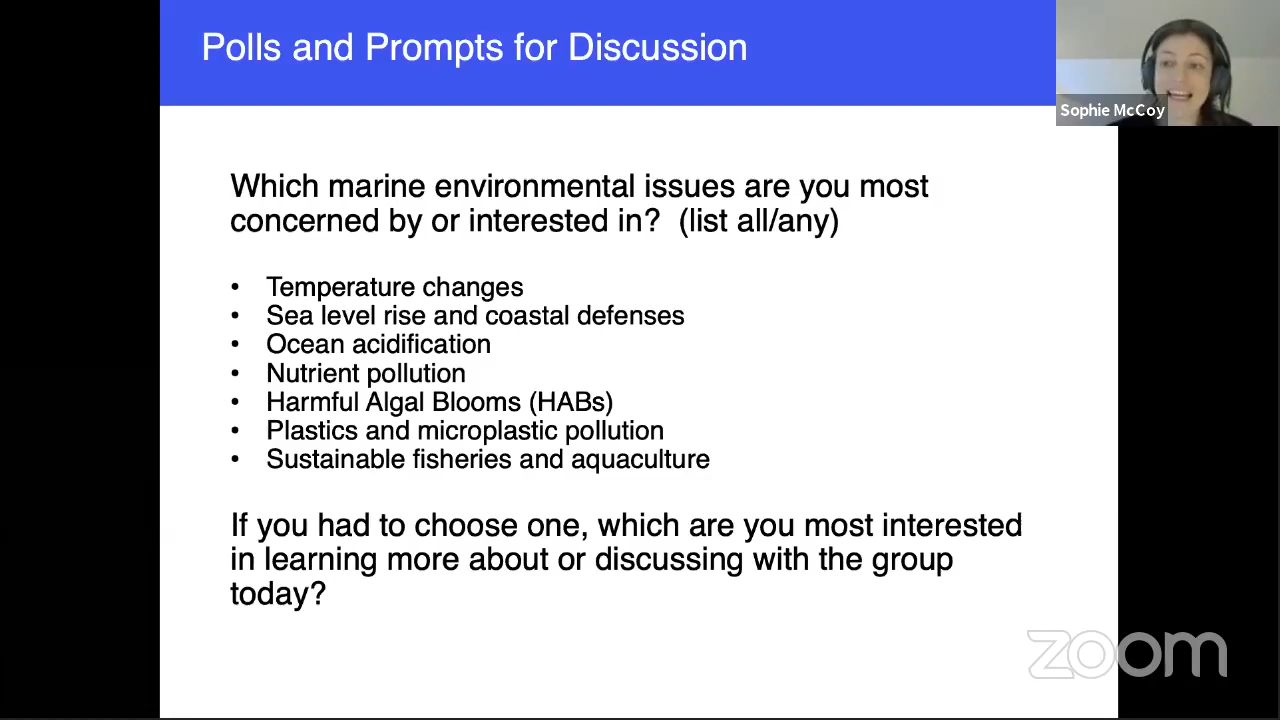 Polls and Prompts for Discussion
Sophie McCoy
Which marine environmental issues are you most
concerned by or interested in?  (list all/any)
• Temperature changes
• Sea level rise and coastal defenses
• Ocean acidification
• Nutrient pollution
• Harmful Algal Blooms (HABs)
• Plastics and microplastic pollution
• Sustainable fisheries and aquaculture
If you had to choose one, which are you most interested
in learning more about or discussing with the group
today?
zoom